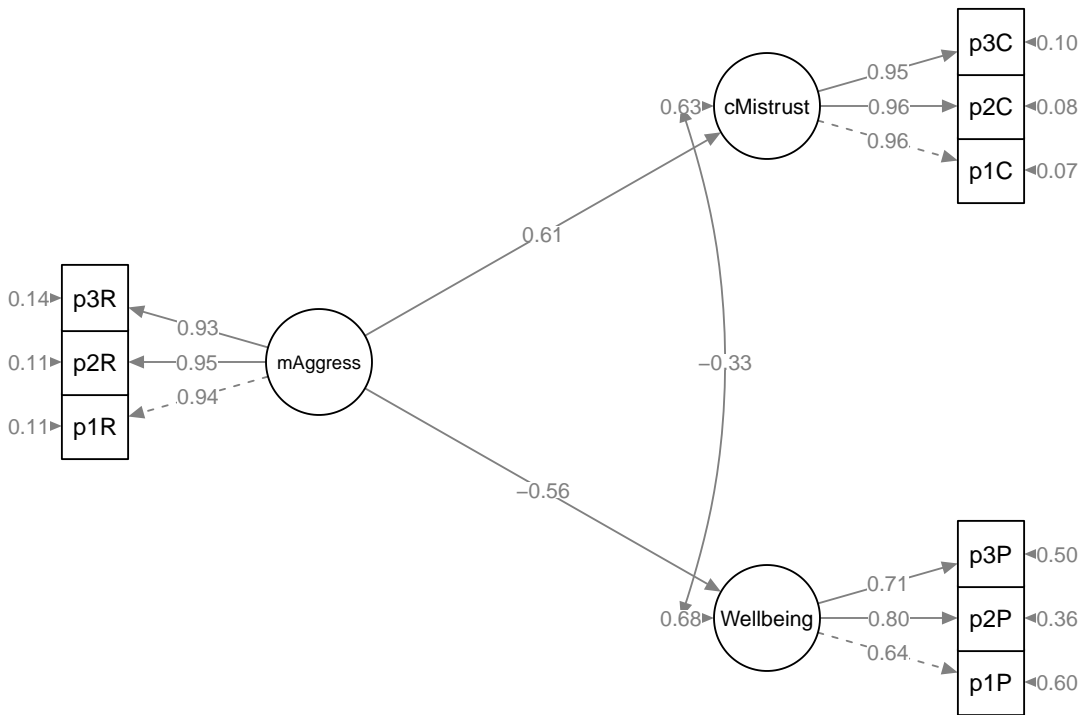 p3C
0.10
0.95
0.63
cMistrust
0.96
p2C
0.08
0.96
p1C
0.07
0.61
0.14
p3R
0.93
0.11
p2R
0.95
mAggress
−0.33
0.94
0.11
p1R
−0.56
p3P
0.50
0.71
0.68
Wellbeing
0.80
p2P
0.36
0.64
p1P
0.60